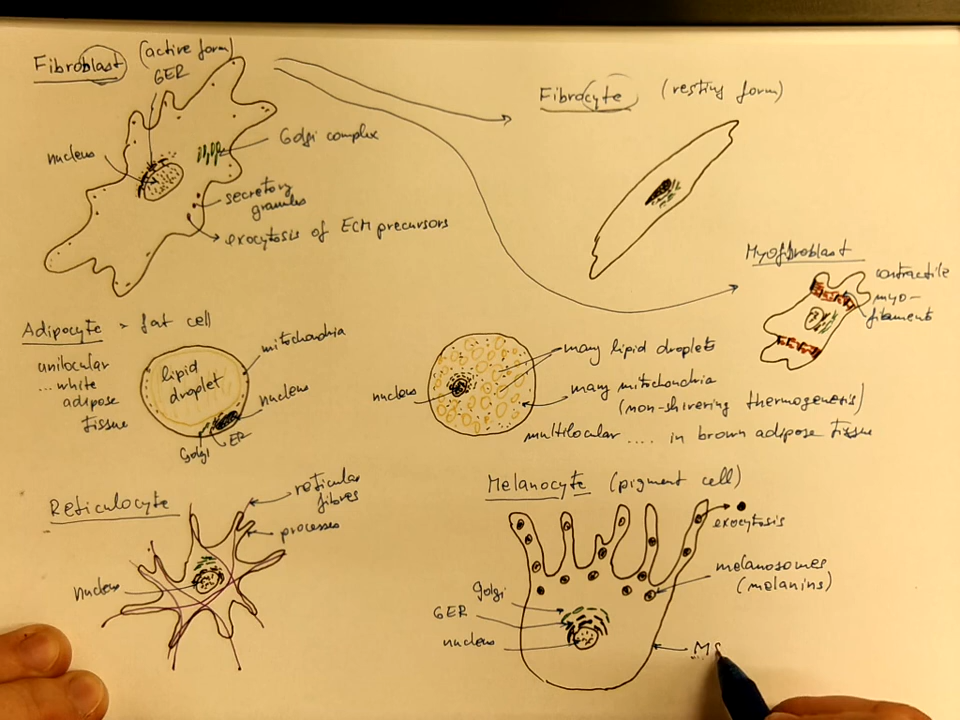 Fibroblast (active form)
GER
nucleus
Golgi complex
secretory
granules
exocytosis of ECM precursors
Fibrocyte (resting form)
Myofibroblast
contractile
myo-
filaments
Adipocyte > fat cell
unilocular
... white
adipose
tissue
lipid
droplet
mitochondria
nucleus
Golgi
ER
nucleus
many lipid droplets
many mitochondria
(non-shivering thermogenesis)
multilocular .... in brown adipose tissue
Reticulocyte
reticular
fibres
processes
nucleus
Melanocyte (pigment cell)
exocytosis
melanosomes
(melanins)
Golgi
GER
nucleus
MS